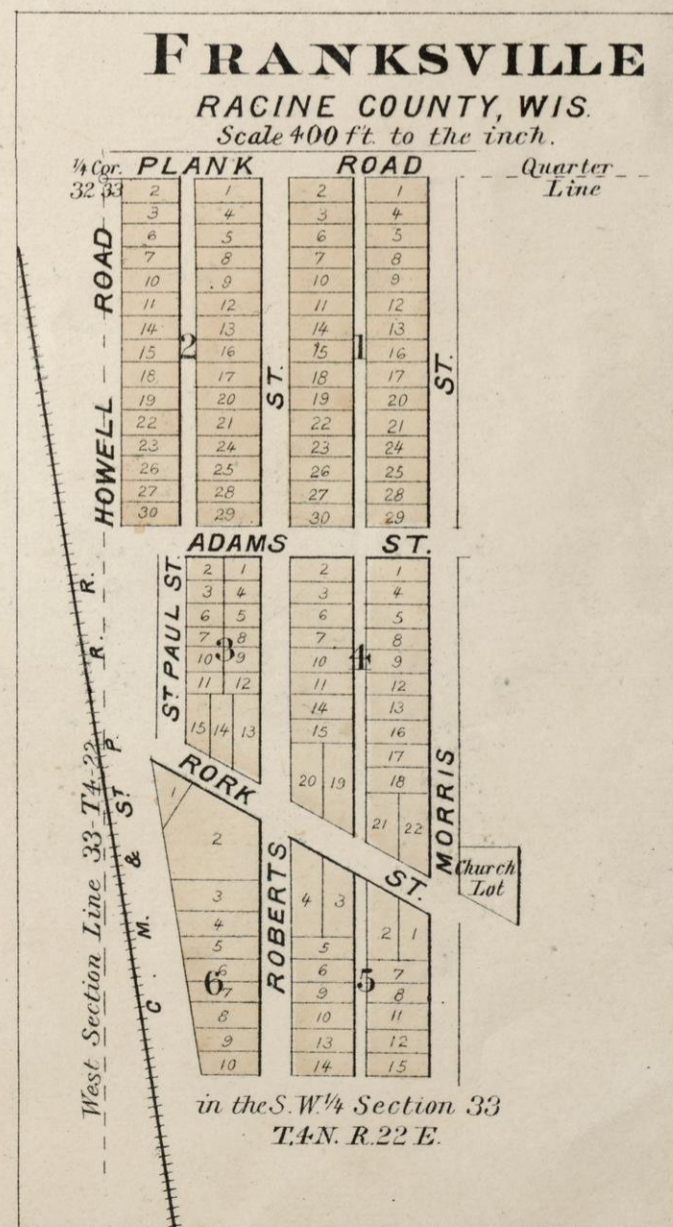 FRANKSVILLE
RACINE COUNTY, WIS.
Scale 400 ft. to the inch.
¼ Cor. PLANK ROAD Quarter
32 33 Line
2 1 2 1
3 4 3 4
6 5 6 5
7 8 7 8
10 9 10 9
11 12 11 12
14 13 14 13
15 2 16 15 1 16
18 17 18 17
19 20 19 20
22 21 22 21
23 24 23 24
26 25 26 25
27 28 27 28
30 29 30 29
HOWELL ROAD
ST.
ST.
ADAMS ST.
2 1 2 1
3 4 3 4
6 5 6 5
7 8 7 8
10 3 9 10 4 9
11 12 11 12
14 13
15 16
17
15 14 13
20 19 18
21 22
ST PAUL ST.
RORK ST.
MORRIS
ROBERTS
Church
Lot
1
2
3
4
5
6
6
7
8
9
10
4 3
2 1
5
6 7
9 5 8
10 11
13 12
14 15
C. M. & ST. P. R. R.
West Section Line 33-T4-22
in the S.W.¼ Section 33
T.4N. R.22E.